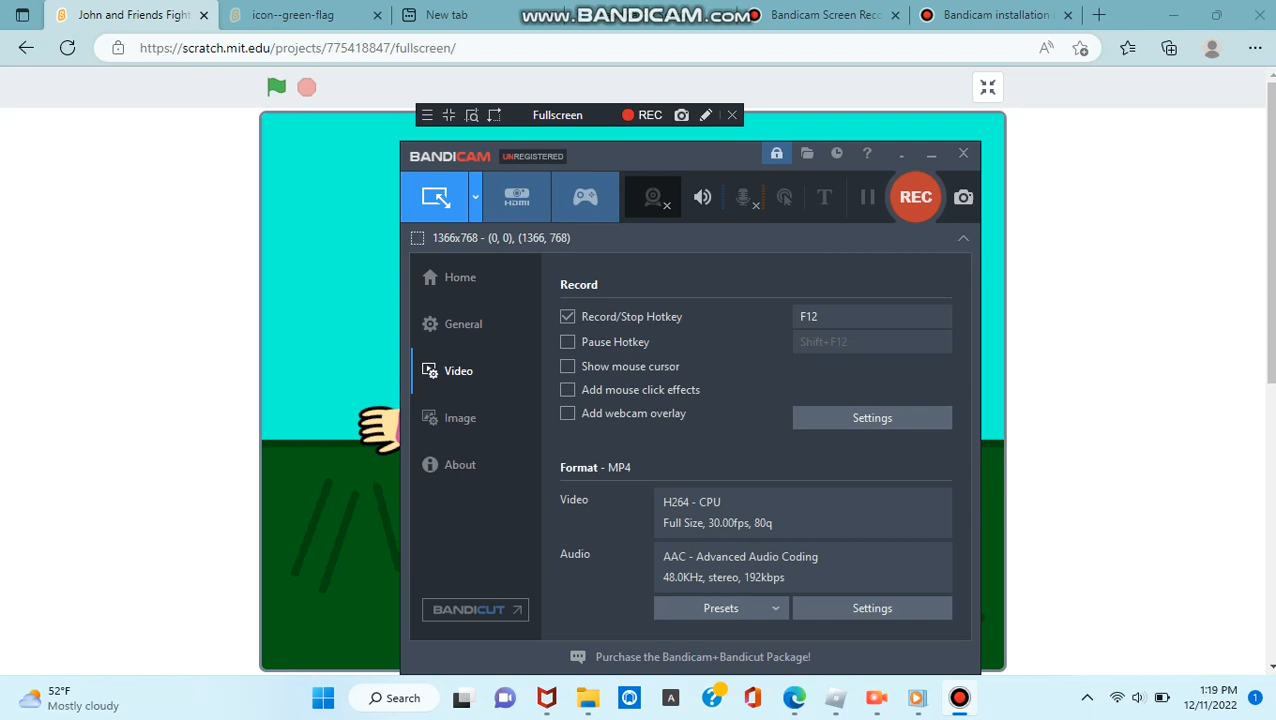 Jon and Friends Fight
icon--green-flag
New tab
www.BANDICAM.com
Bandicam Screen Rec
Bandicam installation
https://scratch.mit.edu/projects/775418847/fullscreen/
Fullscreen
REC
BANDICAM
UNREGISTERED
HDMI
T
REC
1366x768 - (0, 0), (1366, 768)
Home
General
Video
Image
About
BANDICUT
Record
Record/Stop Hotkey
F12
Pause Hotkey
Shift+F12
Show mouse cursor
Add mouse click effects
Add webcam overlay
Settings
Format - MP4
Video
H264 - CPU
Full Size, 30.00fps, 80q
Audio
AAC - Advanced Audio Coding
48.0KHz, stereo, 192kbps
Presets
Settings
Purchase the Bandicam+Bandicut Package!
52°F
Mostly cloudy
Search
1:19 PM
12/11/2022
1